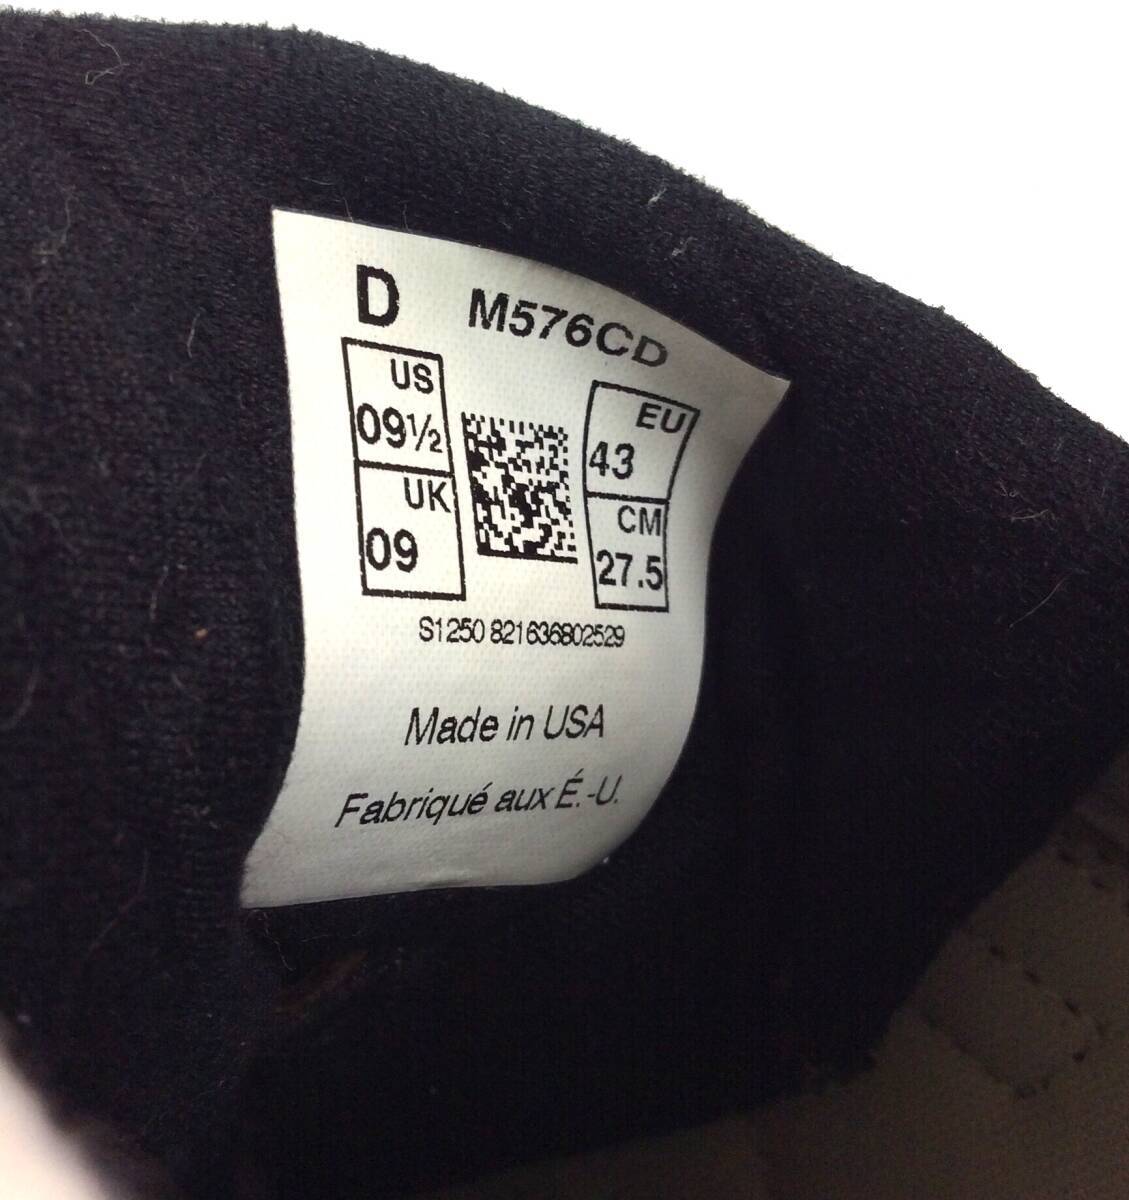 D M576CD
US
09½
UK
09
EU
43
CM
27.5
S1250 821636802529
Made in USA
Fabriqué aux É.-U.